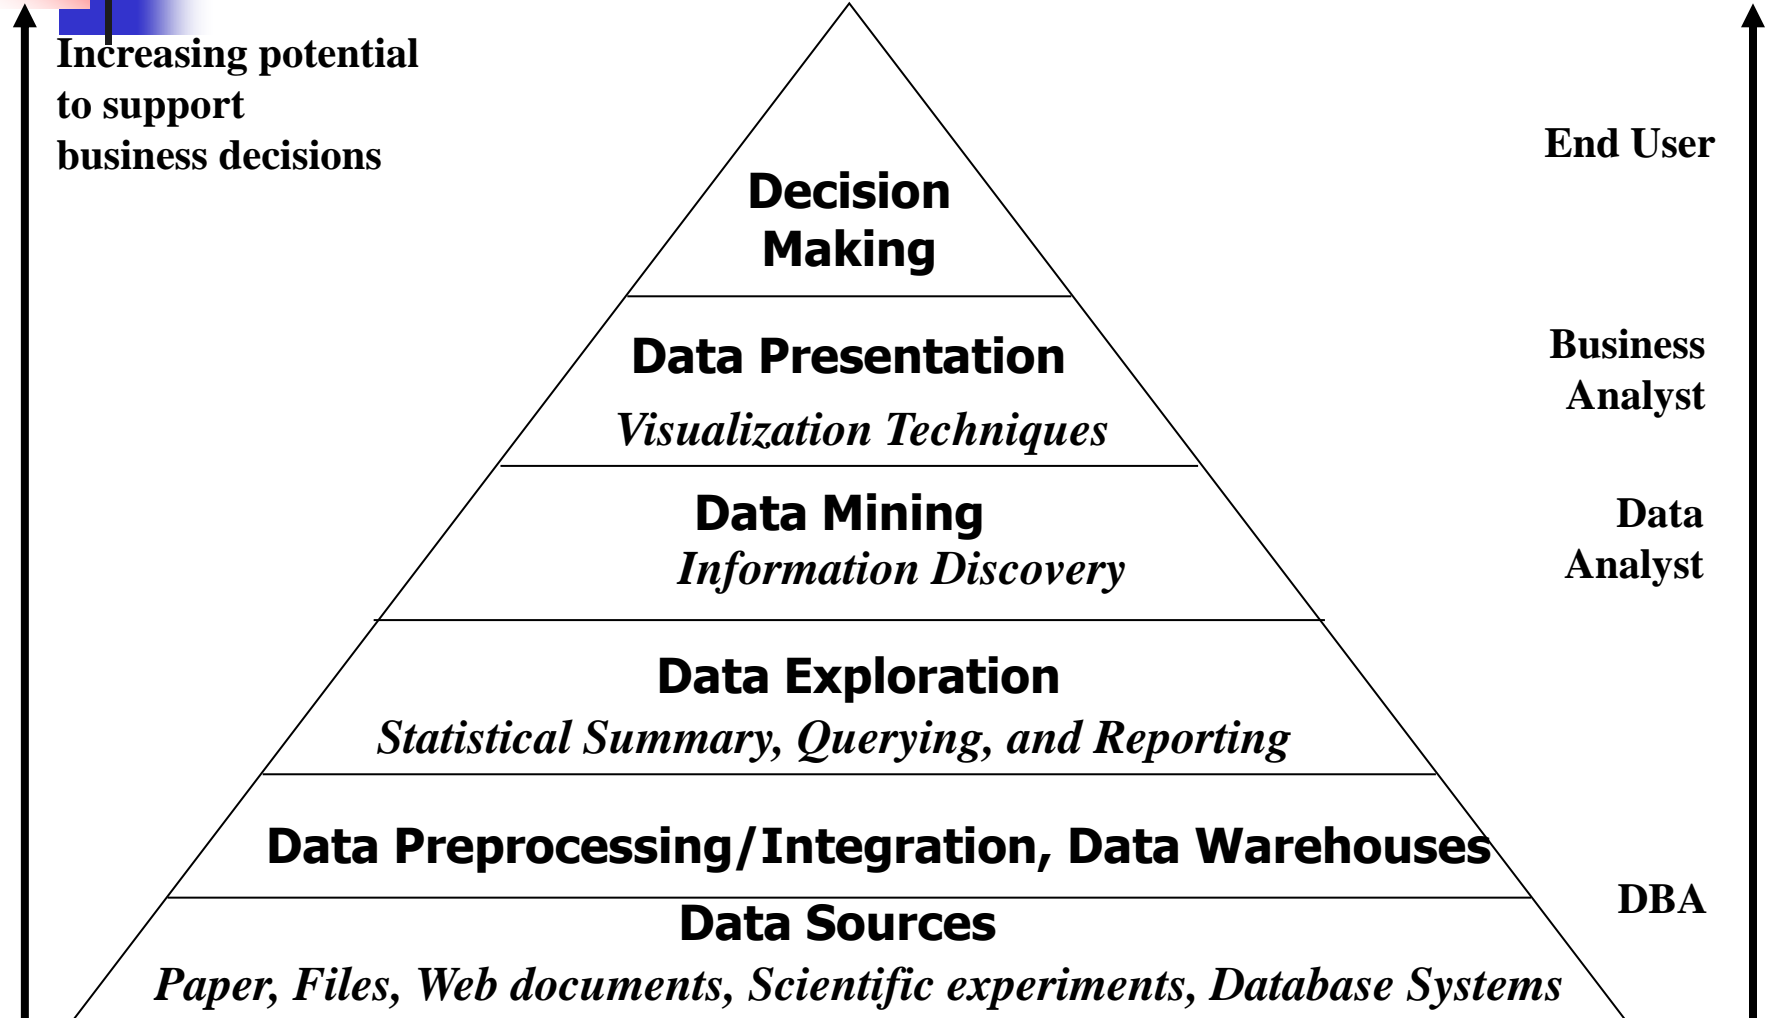 Increasing potential
to support
business decisions
End User
Decision
Making
Data Presentation
Visualization Techniques
Business
Analyst
Data Mining
Information Discovery
Data
Analyst
Data Exploration
Statistical Summary, Querying, and Reporting
Data Preprocessing/Integration, Data Warehouses
DBA
Data Sources
Paper, Files, Web documents, Scientific experiments, Database Systems